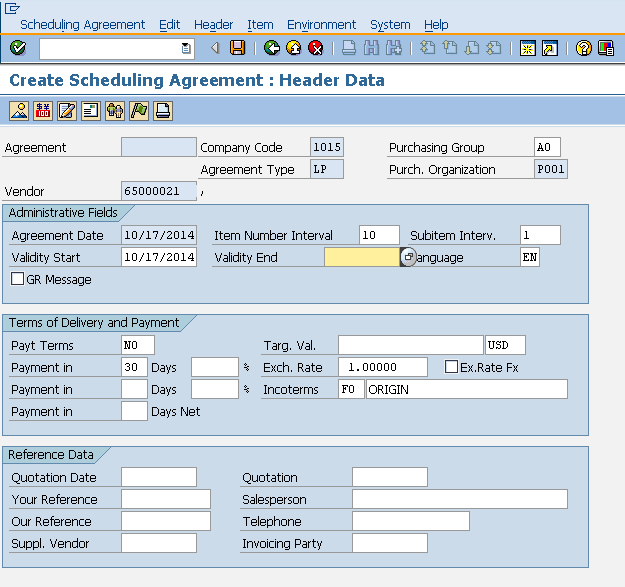 Scheduling Agreement Edit Header Item Environment System Help
Create Scheduling Agreement : Header Data
Agreement Company Code 1015 Purchasing Group A0
Agreement Type LP Purch. Organization P001
Vendor 65000021 ,
Administrative Fields
Agreement Date 10/17/2014 Item Number Interval 10 Subitem Interv. 1
Validity Start 10/17/2014 Validity End anguage EN
GR Message
Terms of Delivery and Payment
Payt Terms N0 Targ. Val. USD
Payment in 30 Days % Exch. Rate 1.00000 Ex.Rate Fx
Payment in Days % Incoterms FO ORIGIN
Payment in Days Net
Reference Data
Quotation Date Quotation
Your Reference Salesperson
Our Reference Telephone
Suppl. Vendor Invoicing Party